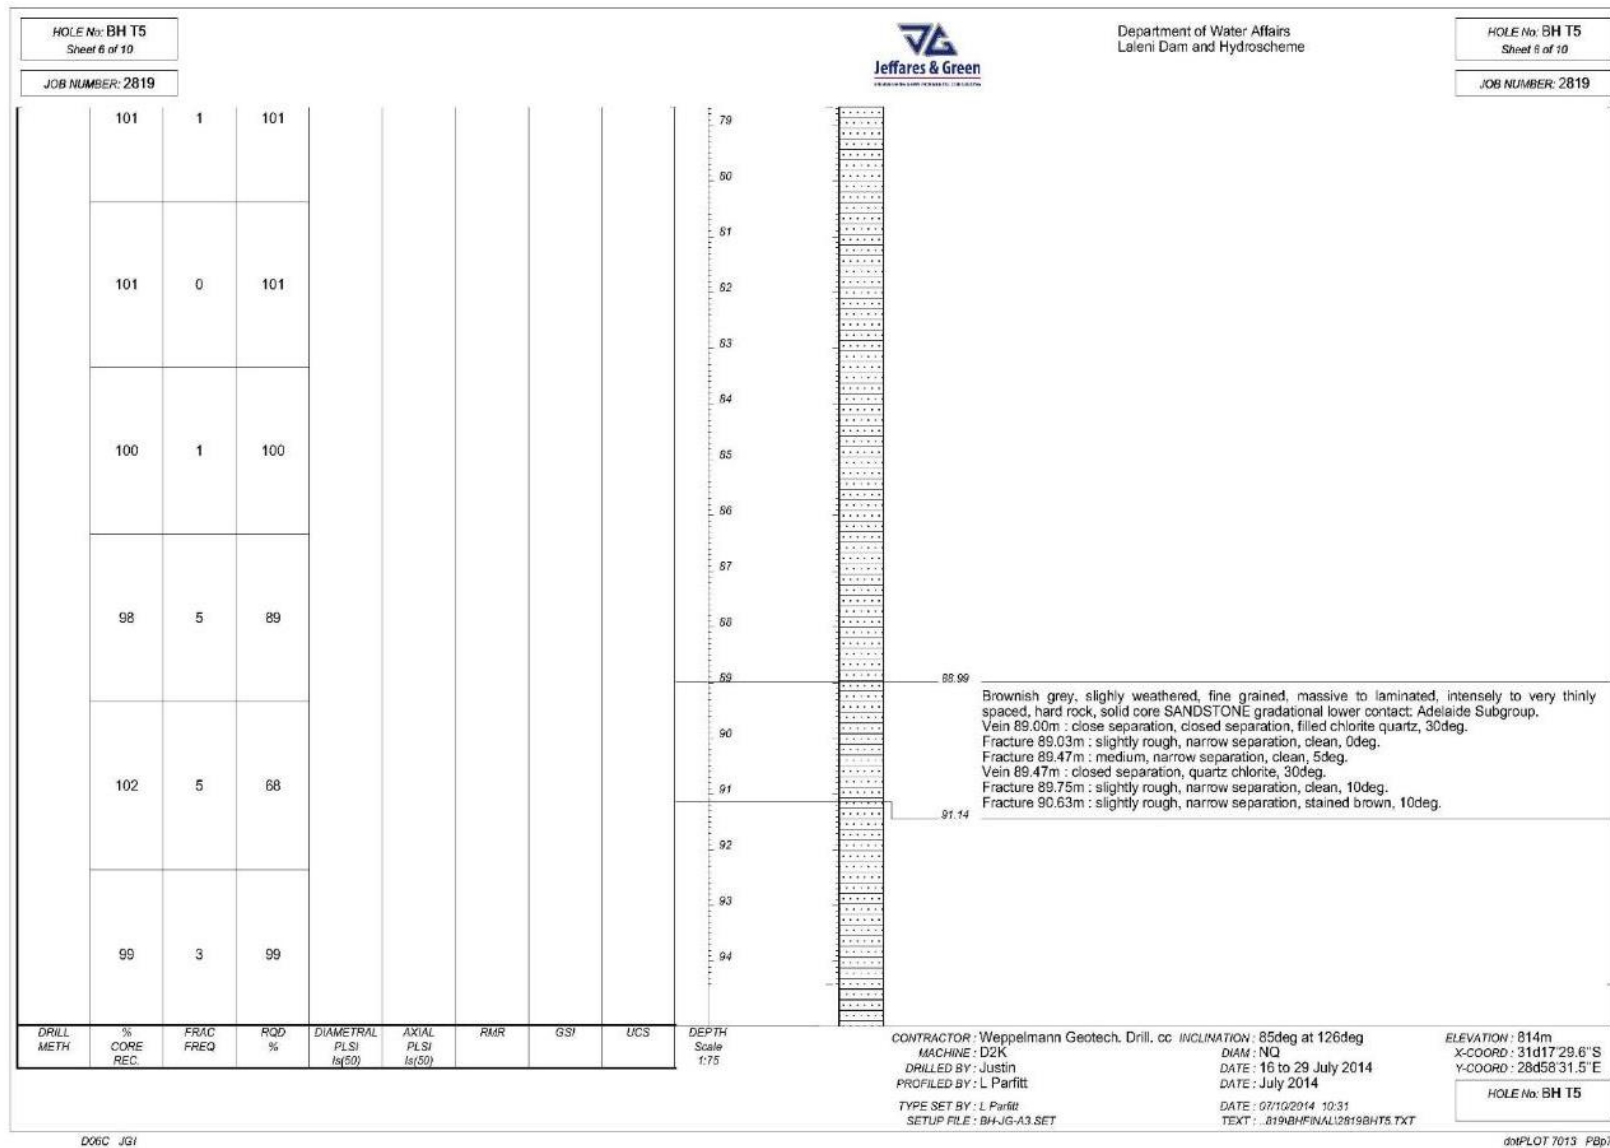 HOLE No: BH T5
Sheet 6 of 10
JOB NUMBER: 2819
Jeffares & Green
Department of Water Affairs
Laleni Dam and Hydroscheme
HOLE No: BH T5
Sheet 6 of 10
JOB NUMBER: 2819
101 1 101
79
80
81
101 0 101
82
83
84
100 1 100
85
86
87
98 5 89
88
89
88.99
Brownish grey, slighly weathered, fine grained, massive to laminated, intensely to very thinly
spaced, hard rock, solid core SANDSTONE gradational lower contact: Adelaide Subgroup.
Vein 89.00m : close separation, closed separation, filled chlorite quartz, 30deg.
Fracture 89.03m : slightly rough, narrow separation, clean, 0deg.
Fracture 89.47m : medium, narrow separation, clean, 5deg.
Vein 89.47m : closed separation, quartz chlorite, 30deg.
Fracture 89.75m : slightly rough, narrow separation, clean, 10deg.
Fracture 90.63m : slightly rough, narrow separation, stained brown, 10deg.
90
102 5 68
91
91.14
92
93
99 3 99
94
DRILL METH
% CORE REC.
FRAC FREQ
RQD %
DIAMETRAL PLSI Is(50)
AXIAL PLSI Is(50)
RMR
GSI
UCS
DEPTH Scale 1:75
CONTRACTOR : Weppelmann Geotech. Drill. cc INCLINATION : 85deg at 126deg ELEVATION : 814m
MACHINE : D2K DIAM : NQ X-COORD : 31d17'29.6"S
DRILLED BY : Justin DATE : 16 to 29 July 2014 Y-COORD : 28d58'31.5"E
PROFILED BY : L Parfitt DATE : July 2014
HOLE No: BH T5
TYPE SET BY : L Parfitt DATE : 07/10/2014 10:31
SETUP FILE : BH-JG-A3.SET TEXT : ..819\BHFINAL\2819BHT5.TXT
D06C JGI
dotPLOT 7013